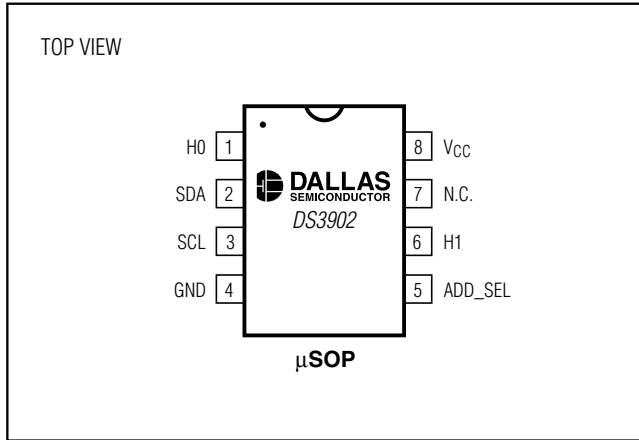 TOP VIEW
H0 1
8 VCC
SDA 2
7 N.C.
SCL 3
6 H1
GND 4
5 ADD_SEL
DALLAS
SEMICONDUCTOR
DS3902
µSOP